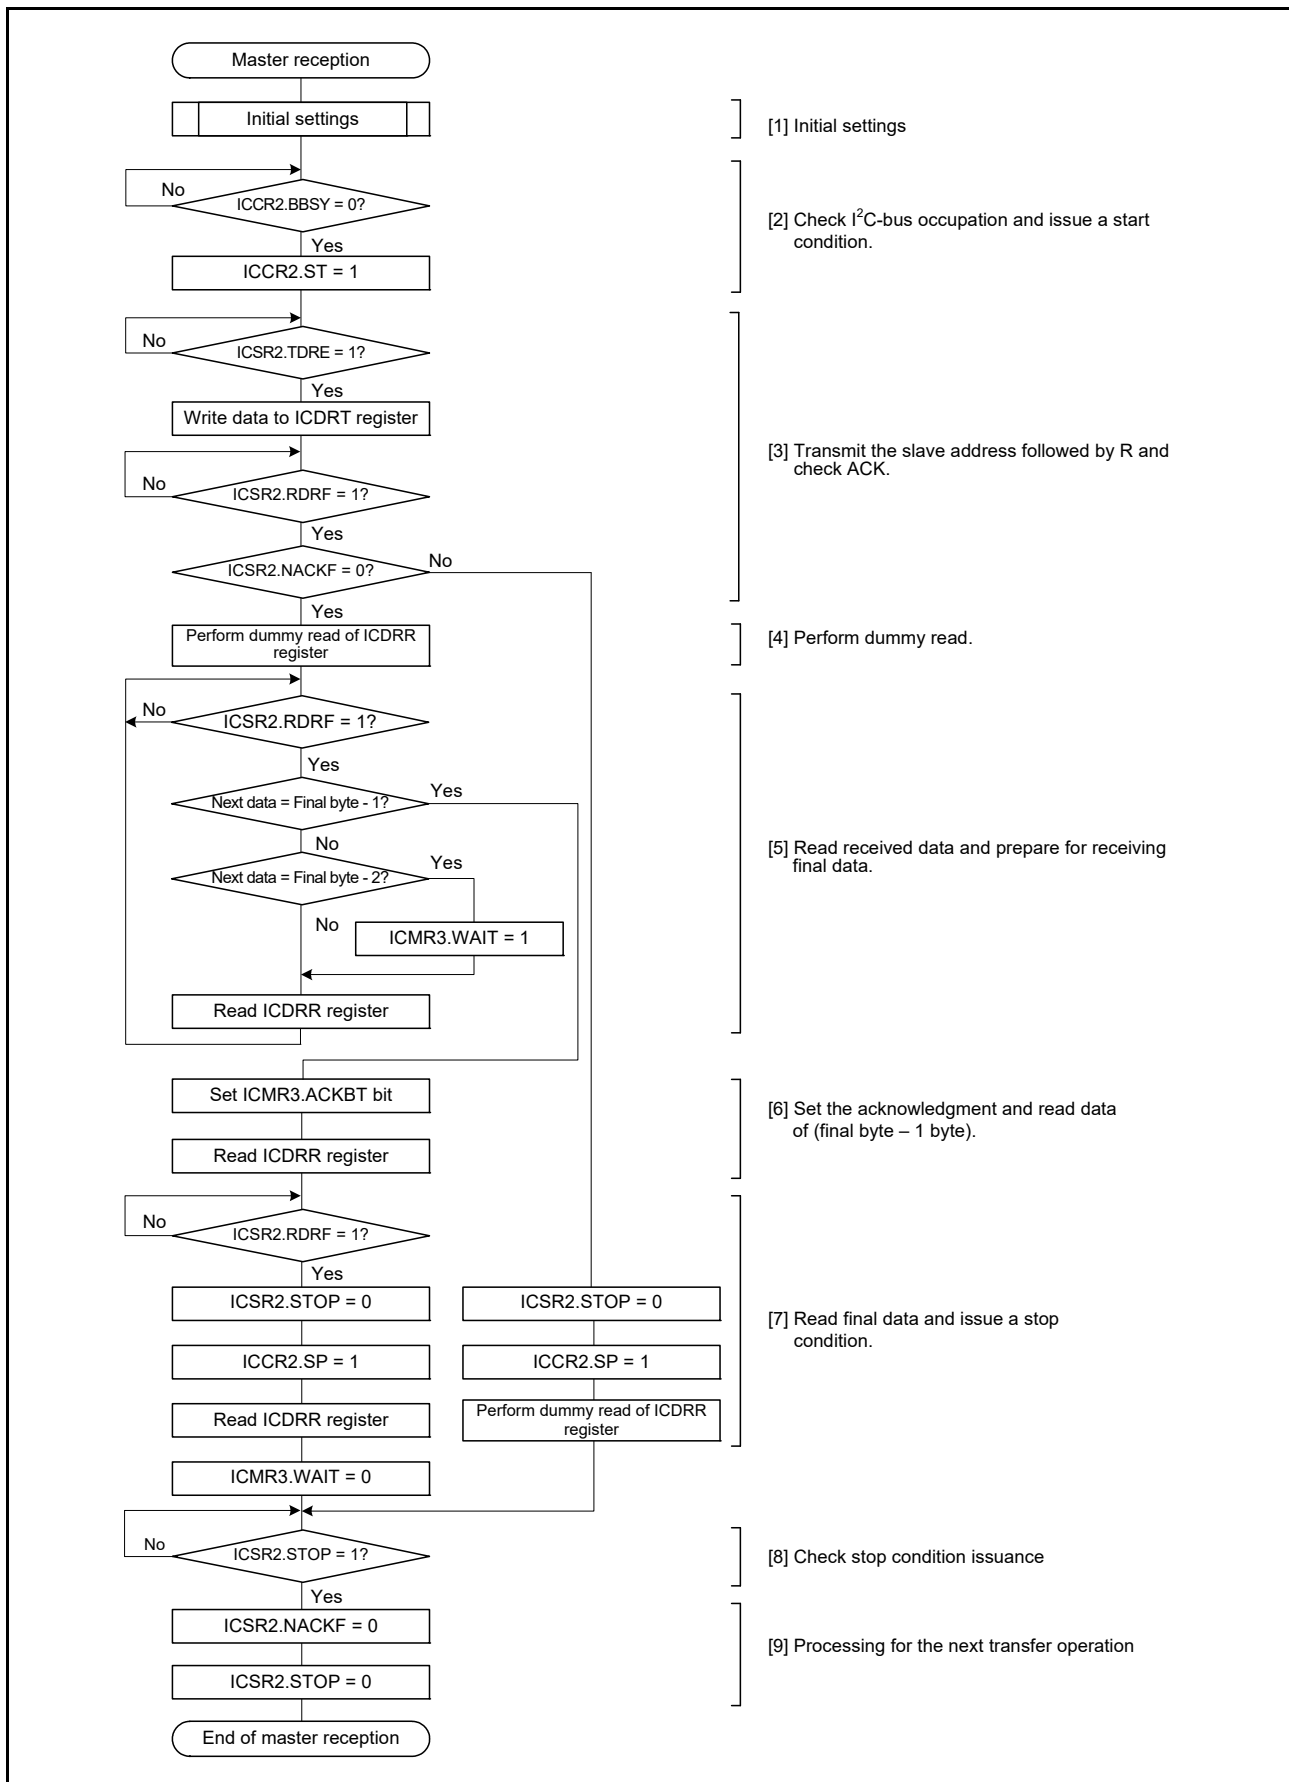 Master reception
Initial settings
[1] Initial settings
No
ICCR2.BBSY = 0?
Yes
[2] Check I²C-bus occupation and issue a start
condition.
ICCR2.ST = 1
No
ICSR2.TDRE = 1?
Yes
Write data to ICDRT register
No
ICSR2.RDRF = 1?
[3] Transmit the slave address followed by R and
check ACK.
Yes
ICSR2.NACKF = 0?
No
Yes
Perform dummy read of ICDRR
register
[4] Perform dummy read.
No
ICSR2.RDRF = 1?
Yes
Next data = Final byte - 1?
Yes
No
Next data = Final byte - 2?
Yes
[5] Read received data and prepare for receiving
final data.
No
ICMR3.WAIT = 1
Read ICDRR register
Set ICMR3.ACKBT bit
[6] Set the acknowledgment and read data
of (final byte – 1 byte).
Read ICDRR register
No
ICSR2.RDRF = 1?
Yes
ICSR2.STOP = 0
ICSR2.STOP = 0
[7] Read final data and issue a stop
condition.
ICCR2.SP = 1
ICCR2.SP = 1
Read ICDRR register
Perform dummy read of ICDRR
register
ICMR3.WAIT = 0
No
ICSR2.STOP = 1?
[8] Check stop condition issuance
Yes
ICSR2.NACKF = 0
[9] Processing for the next transfer operation
ICSR2.STOP = 0
End of master reception